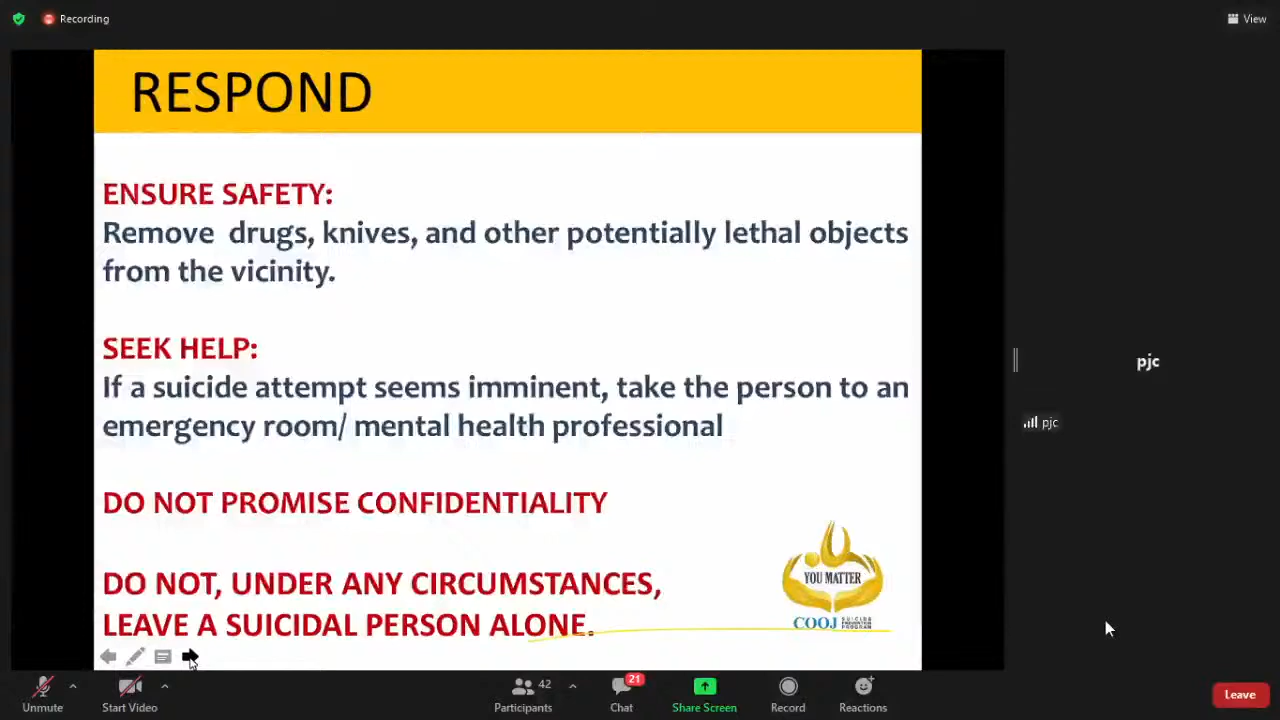 Recording
View
RESPOND
ENSURE SAFETY:
Remove drugs, knives, and other potentially lethal objects
from the vicinity.
SEEK HELP:
If a suicide attempt seems imminent, take the person to an
emergency room/ mental health professional
DO NOT PROMISE CONFIDENTIALITY
DO NOT, UNDER ANY CIRCUMSTANCES,
LEAVE A SUICIDAL PERSON ALONE.
YOU MATTER
COOJ SUICIDE
PREVENTION
PROGRAM
pjc
pjc
Unmute
Start Video
42
Participants
21
Chat
Share Screen
Record
Reactions
Leave